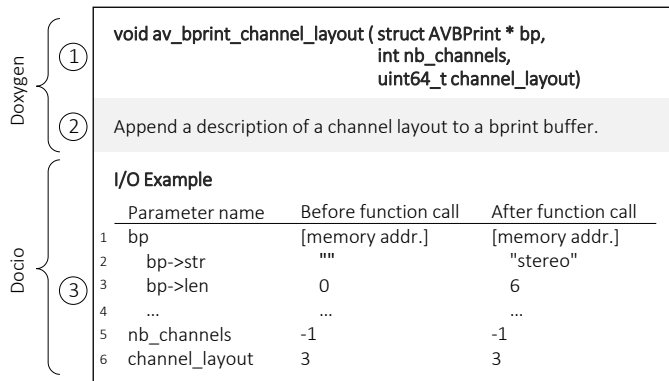 Doxygen
1
void av_bprint_channel_layout ( struct AVBPrint * bp,
int nb_channels,
uint64_t channel_layout)
2
Append a description of a channel layout to a bprint buffer.
Docio
3
I/O Example
Parameter name Before function call After function call
1 bp [memory addr.] [memory addr.]
2 bp->str "" "stereo"
3 bp->len 0 6
4 ... ... ...
5 nb_channels -1 -1
6 channel_layout 3 3